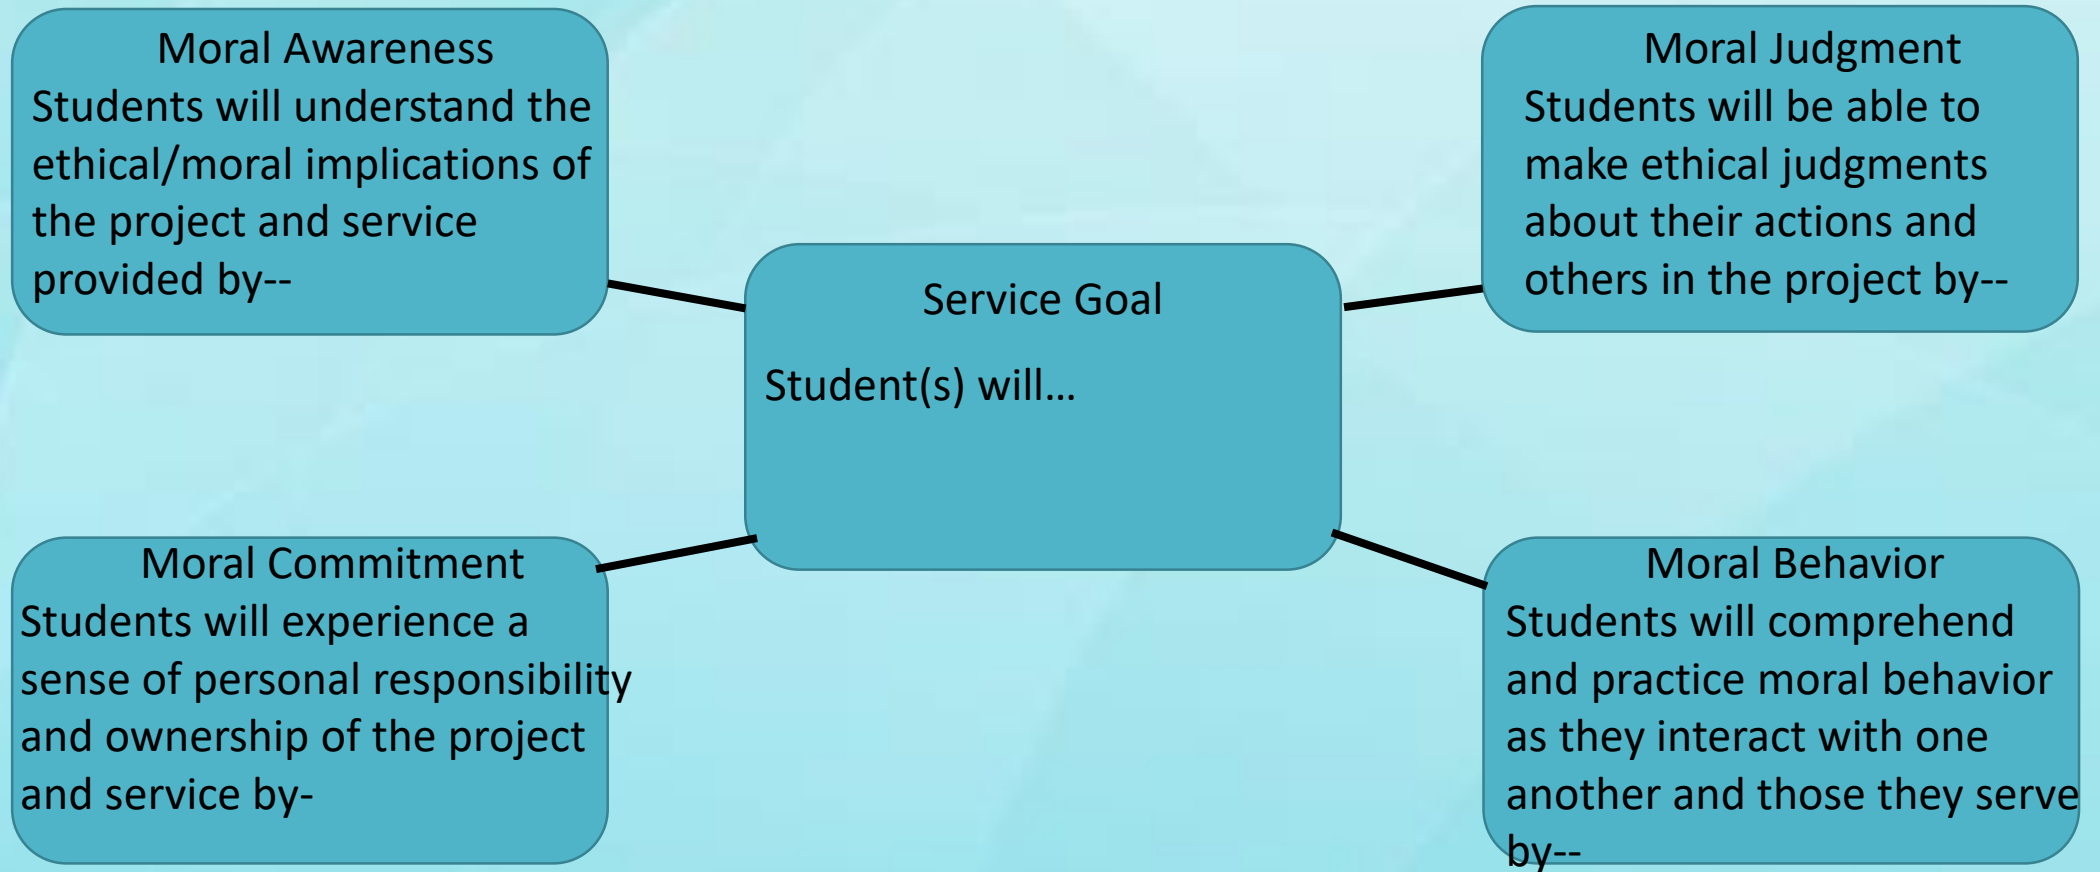 Moral Awareness
Students will understand the
ethical/moral implications of
the project and service
provided by--
Moral Judgment
Students will be able to
make ethical judgments
about their actions and
others in the project by--
Service Goal
Student(s) will…
Moral Commitment
Students will experience a
sense of personal responsibility
and ownership of the project
and service by-
Moral Behavior
Students will comprehend
and practice moral behavior
as they interact with one
another and those they serve
by--